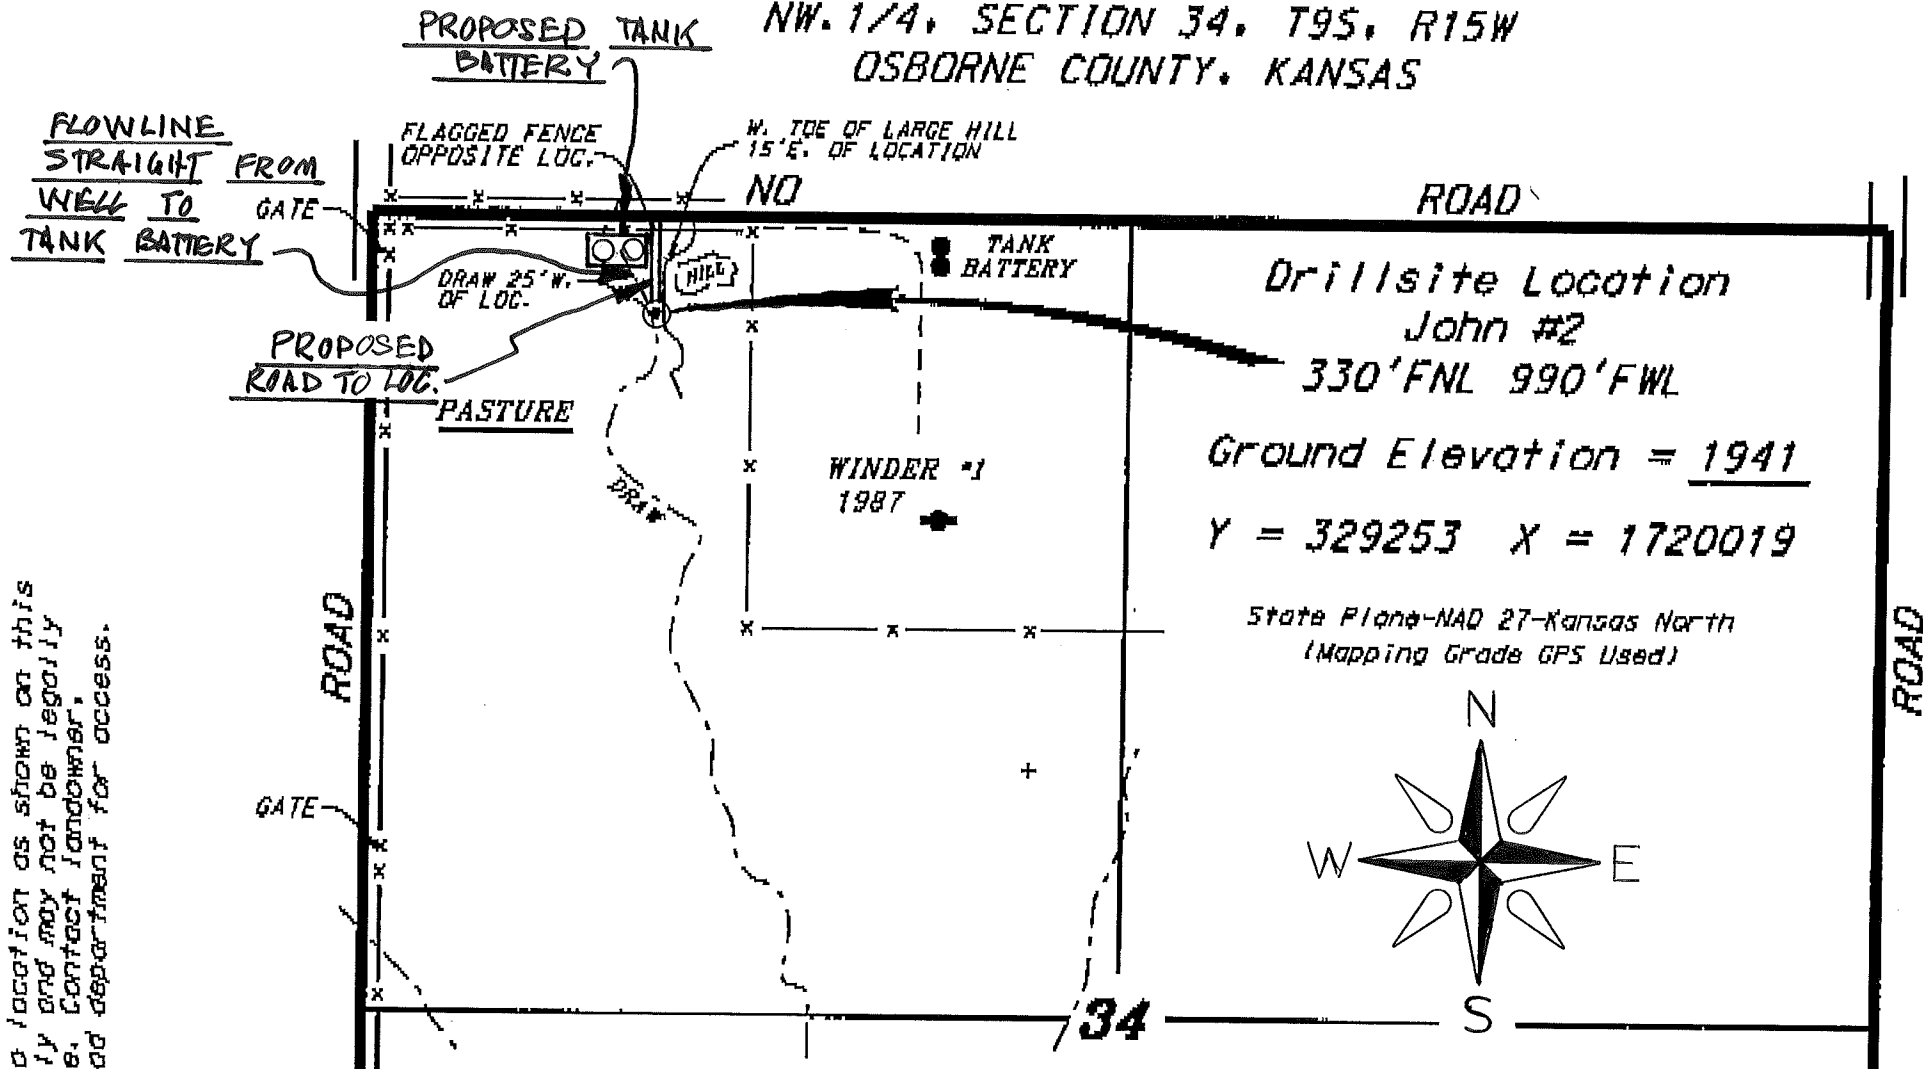 NW. 1/4. SECTION 34. T9S. R15W
OSBORNE COUNTY. KANSAS
PROPOSED TANK
BATTERY
FLOWLINE
STRAIGHT FROM
WELL TO
TANK BATTERY
FLAGGED FENCE
OPPOSITE LOC.
W. TOE OF LARGE HILL
15'E. OF LOCATION
NO ROAD
GATE
TANK
BATTERY
HILL
DRAW 25'W.
OF LOC.
PROPOSED
ROAD TO LOC.
PASTURE
Drillsite Location
John #2
330'FNL 990'FWL
Ground Elevation = 1941
Y = 329253 X = 1720019
State Plane-NAD 27-Kansas North
(Mapping Grade GPS Used)
WINDER #1
1987
DRAW
ROAD
ROAD
GATE
N
W E
S
34
location as shown on this
ly and may not be legally
Contact landowner,
department for access.